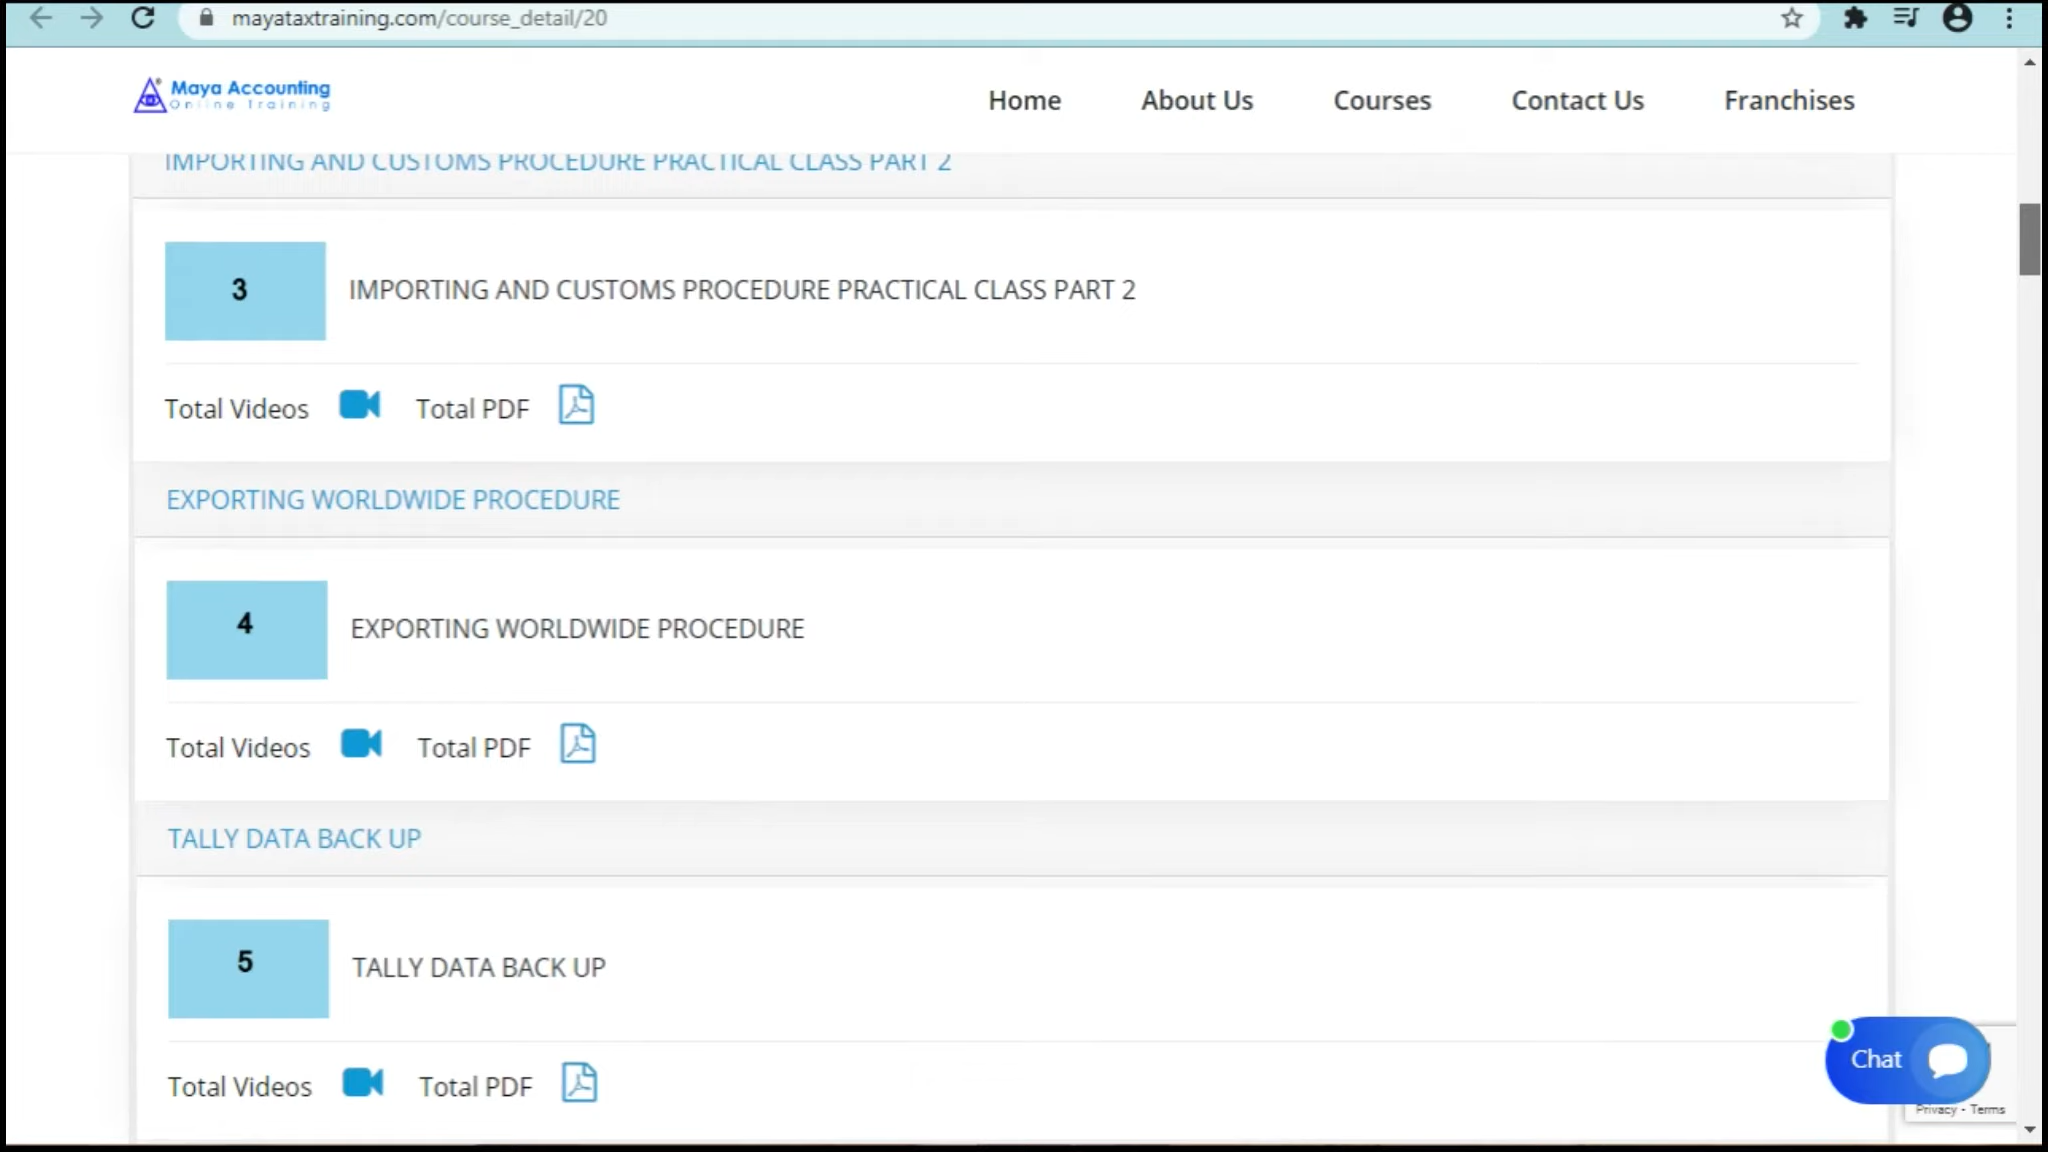 mayataxtraining.com/course_detail/20
Maya Accounting
Online Training
Home About Us Courses Contact Us Franchises
IMPORTING AND CUSTOMS PROCEDURE PRACTICAL CLASS PART 2
3 IMPORTING AND CUSTOMS PROCEDURE PRACTICAL CLASS PART 2
Total Videos Total PDF
EXPORTING WORLDWIDE PROCEDURE
4 EXPORTING WORLDWIDE PROCEDURE
Total Videos Total PDF
TALLY DATA BACK UP
5 TALLY DATA BACK UP
Total Videos Total PDF
Chat
Privacy - Terms